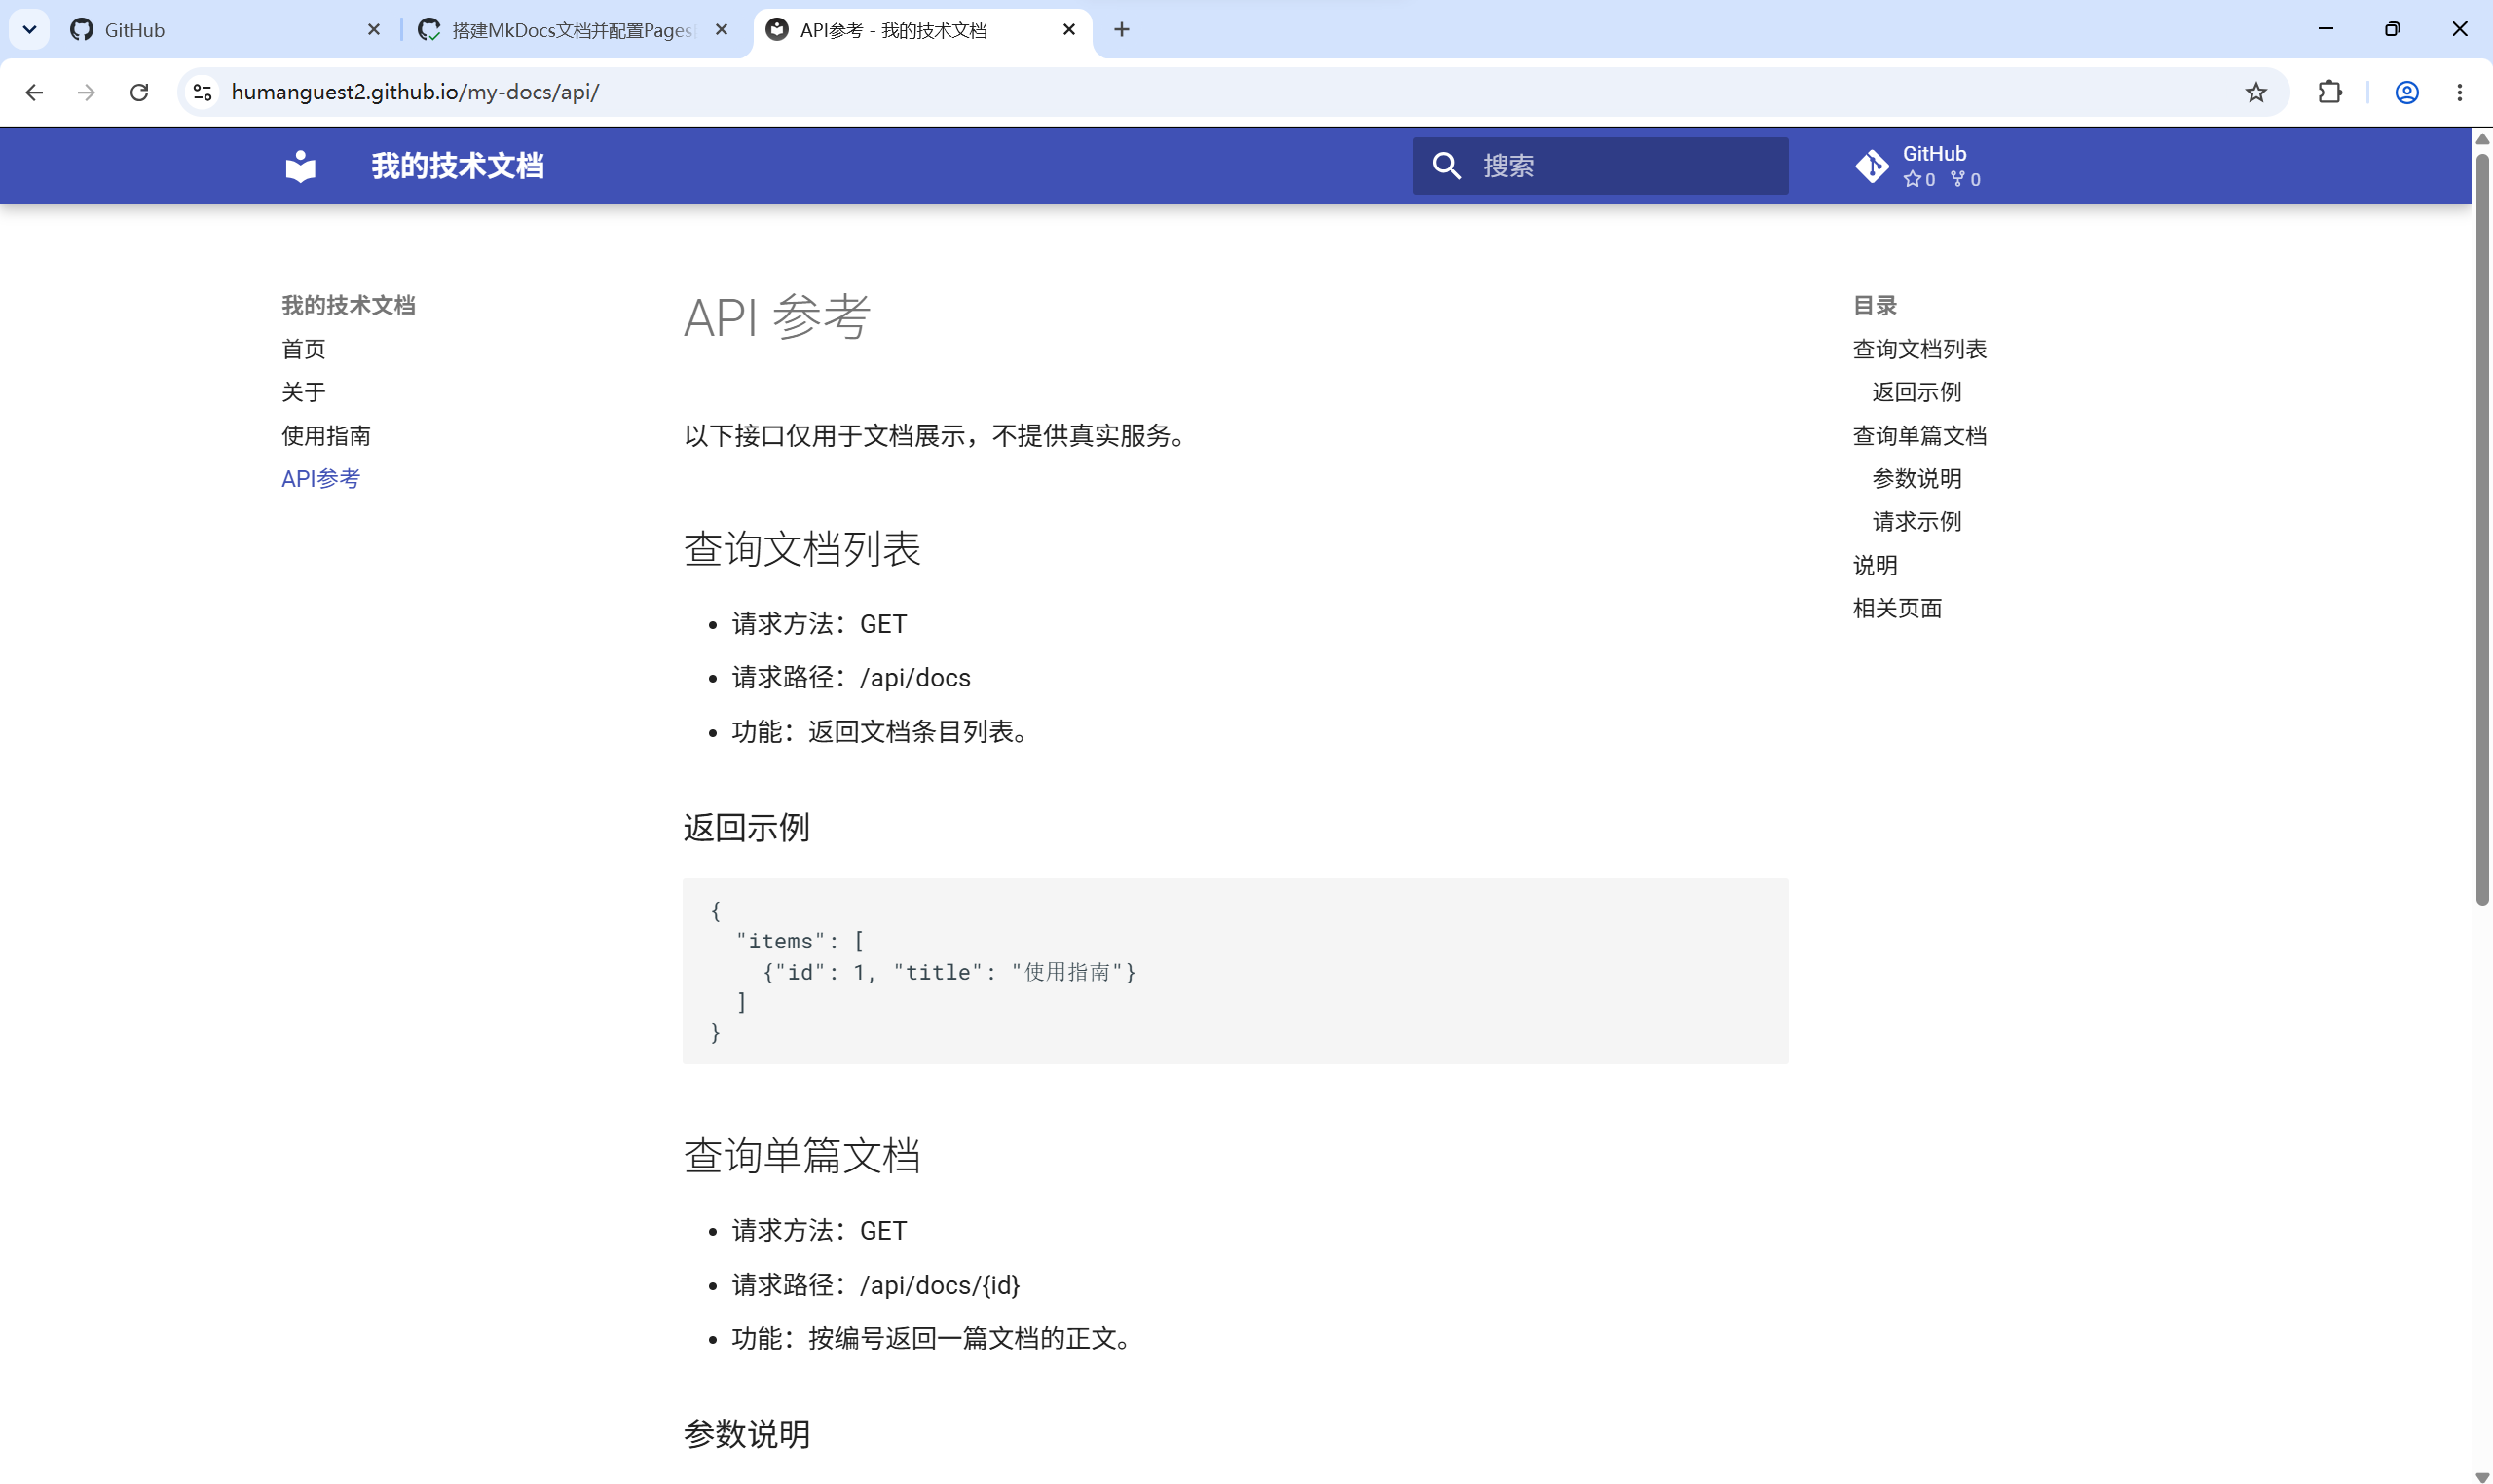 GitHub
搭建MkDocs文档并配置Pages
API参考 - 我的技术文档
humanguest2.github.io/my-docs/api/
我的技术文档
搜索
GitHub
0 0
我的技术文档
首页
关于
使用指南
API参考
API 参考
以下接口仅用于文档展示，不提供真实服务。
查询文档列表
请求方法：GET
请求路径：/api/docs
功能：返回文档条目列表。
返回示例
{
"items": [
{"id": 1, "title": "使用指南"}
]
}
查询单篇文档
请求方法：GET
请求路径：/api/docs/{id}
功能：按编号返回一篇文档的正文。
参数说明
目录
查询文档列表
返回示例
查询单篇文档
参数说明
请求示例
说明
相关页面